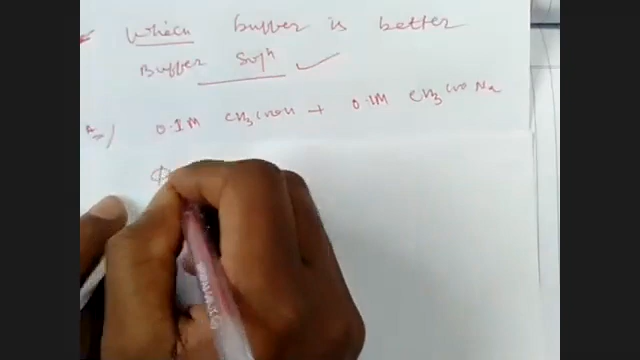 Which buffer is better
Buffer Solⁿ ✓
A) 0.1M CH3COOH + 0.1M CH3COONa